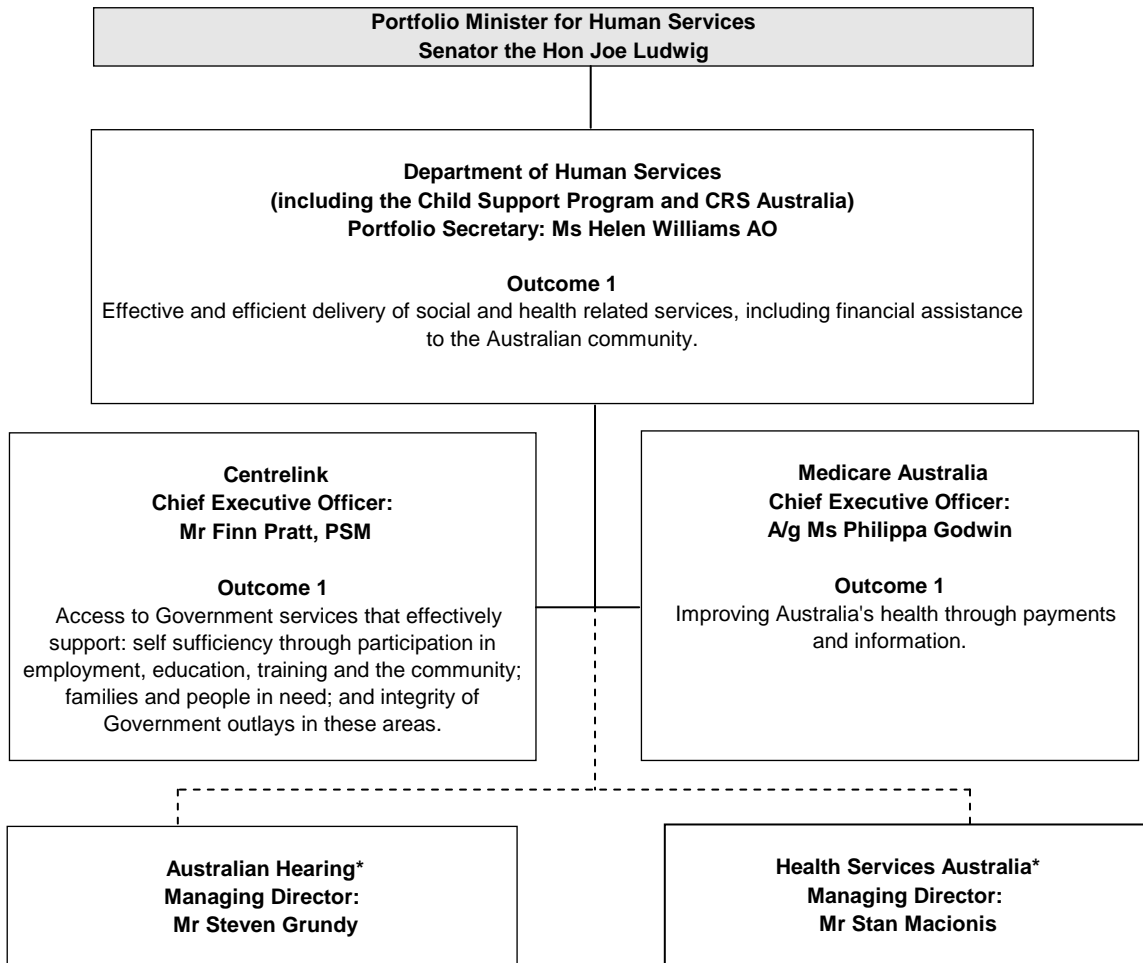 Portfolio Minister for Human Services
Senator the Hon Joe Ludwig
Department of Human Services
(including the Child Support Program and CRS Australia)
Portfolio Secretary: Ms Helen Williams AO
Outcome 1
Effective and efficient delivery of social and health related services, including financial assistance
to the Australian community.
Centrelink
Chief Executive Officer:
Mr Finn Pratt, PSM
Outcome 1
Access to Government services that effectively
support: self sufficiency through participation in
employment, education, training and the community;
families and people in need; and integrity of
Government outlays in these areas.
Medicare Australia
Chief Executive Officer:
A/g Ms Philippa Godwin
Outcome 1
Improving Australia's health through payments
and information.
Australian Hearing*
Managing Director:
Mr Steven Grundy
Health Services Australia*
Managing Director:
Mr Stan Macionis